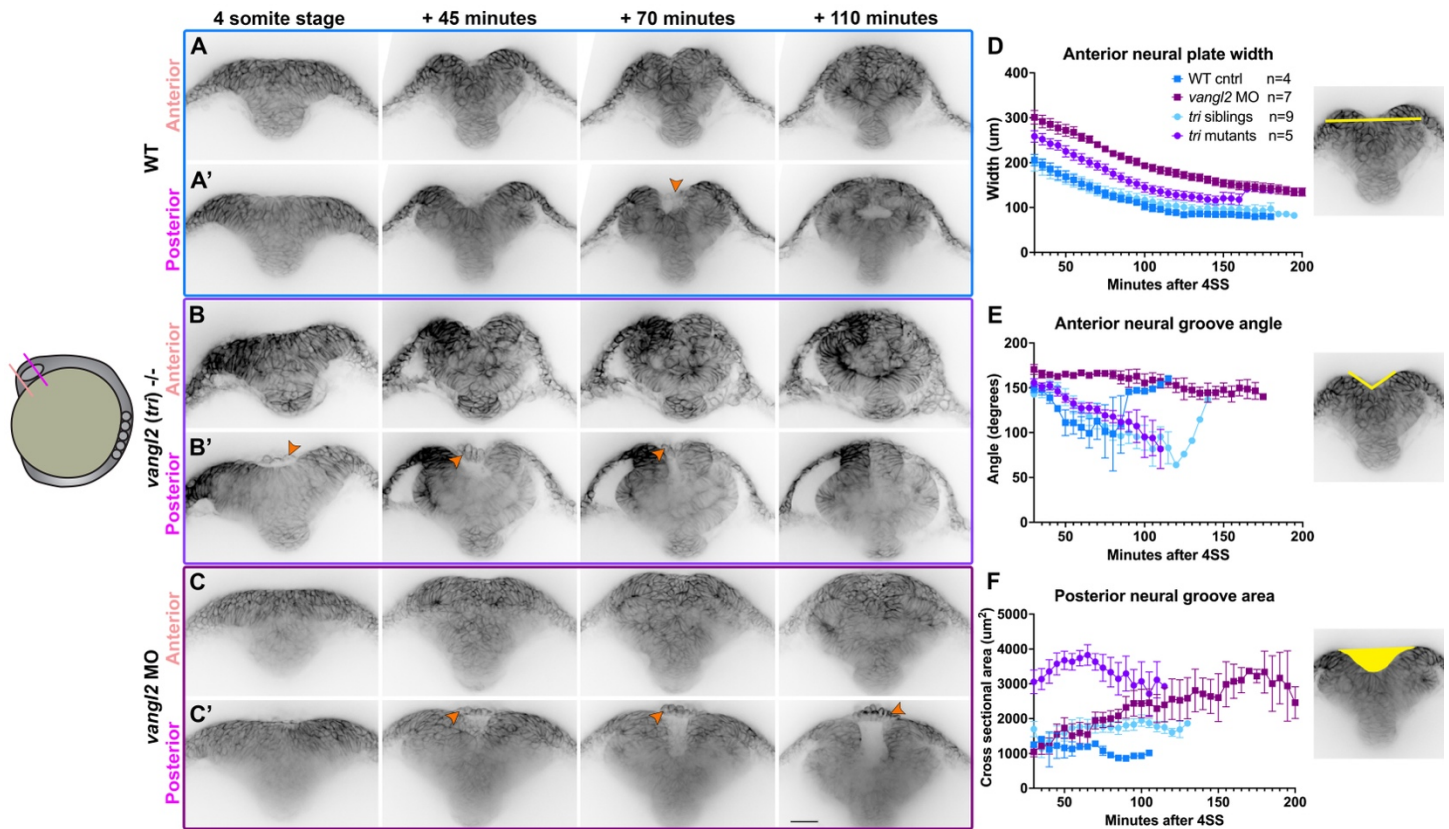 4 somite stage + 45 minutes + 70 minutes + 110 minutes
WT
Anterior
A
Posterior
A'
vangl2 (tri) -/-
Anterior
B
Posterior
B'
vangl2 MO
Anterior
C
Posterior
C'
D
Anterior neural plate width
WT cntrl n=4
vangl2 MO n=7
tri siblings n=9
tri mutants n=5
Width (um)
400
300
200
100
0
50 100 150 200
Minutes after 4SS
E
Anterior neural groove angle
Angle (degrees)
200
150
100
50
0
50 100 150 200
Minutes after 4SS
F
Posterior neural groove area
Cross sectional area (um²)
5000
4000
3000
2000
1000
0
50 100 150 200
Minutes after 4SS